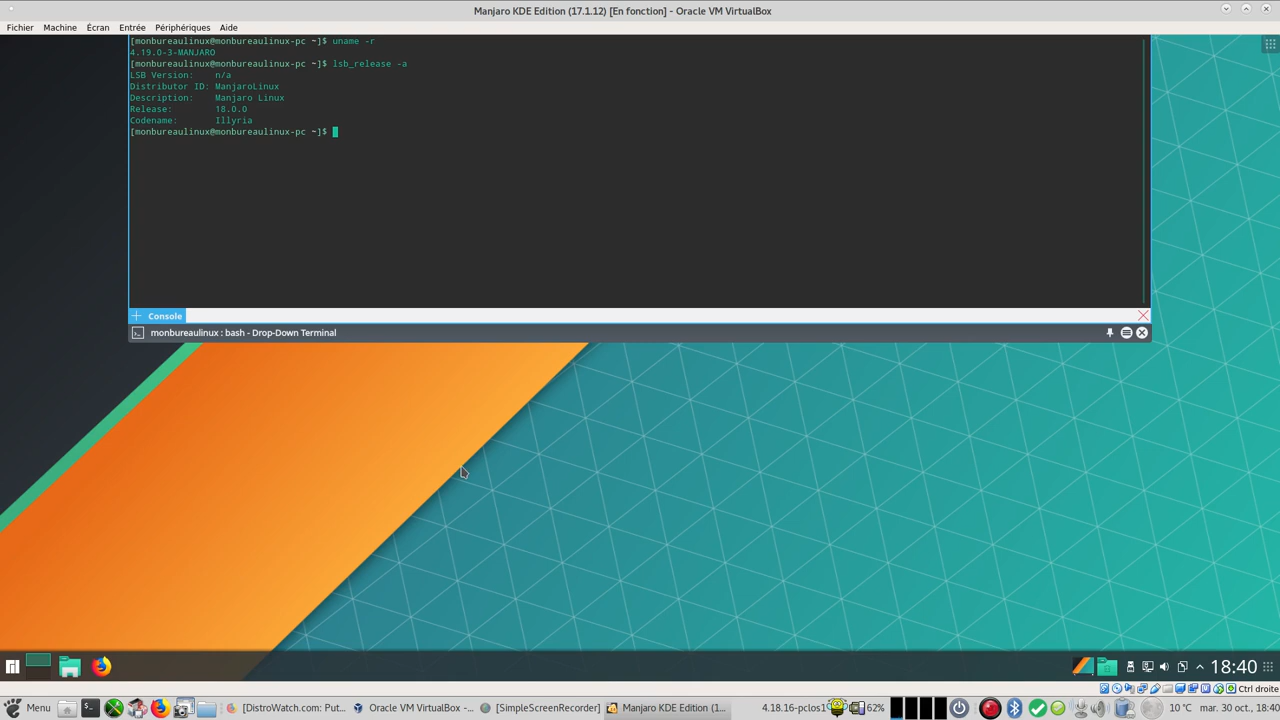 Manjaro KDE Edition (17.1.12) [En fonction] - Oracle VM VirtualBox
Fichier Machine Écran Entrée Périphériques Aide
[monbureaulinux@monbureaulinux-pc ~]$ uname -r
4.19.0-3-MANJARO
[monbureaulinux@monbureaulinux-pc ~]$ lsb_release -a
LSB Version: n/a
Distributor ID: ManjaroLinux
Description: Manjaro Linux
Release: 18.0.0
Codename: Illyria
[monbureaulinux@monbureaulinux-pc ~]$
Console
monbureaulinux : bash - Drop-Down Terminal
18:40
Ctrl droite
Menu [DistroWatch.com: Put... Oracle VM VirtualBox -... [SimpleScreenRecorder] Manjaro KDE Edition (1... 4.18.16-pclos 62% 10 °C mar. 30 oct., 18:40